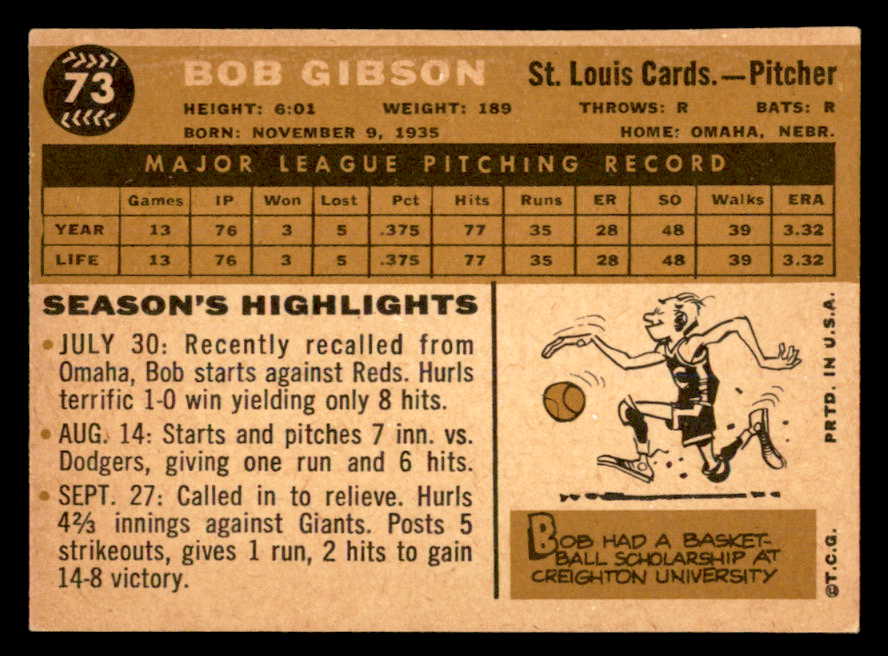 73
BOB GIBSON
St. Louis Cards.—Pitcher
HEIGHT: 6:01 WEIGHT: 189 THROWS: R BATS: R
BORN: NOVEMBER 9, 1935 HOME: OMAHA, NEBR.
MAJOR LEAGUE PITCHING RECORD
Games IP Won Lost Pct Hits Runs ER SO Walks ERA
YEAR 13 76 3 5 .375 77 35 28 48 39 3.32
LIFE 13 76 3 5 .375 77 35 28 48 39 3.32
SEASON'S HIGHLIGHTS
• JULY 30: Recently recalled from
Omaha, Bob starts against Reds. Hurls
terrific 1-0 win yielding only 8 hits.
• AUG. 14: Starts and pitches 7 inn. vs.
Dodgers, giving one run and 6 hits.
• SEPT. 27: Called in to relieve. Hurls
4⅔ innings against Giants. Posts 5
strikeouts, gives 1 run, 2 hits to gain
14-8 victory.
BOB HAD A BASKET-
BALL SCHOLARSHIP AT
CREIGHTON UNIVERSITY
PRTD. IN U.S.A.
©T.C.G.